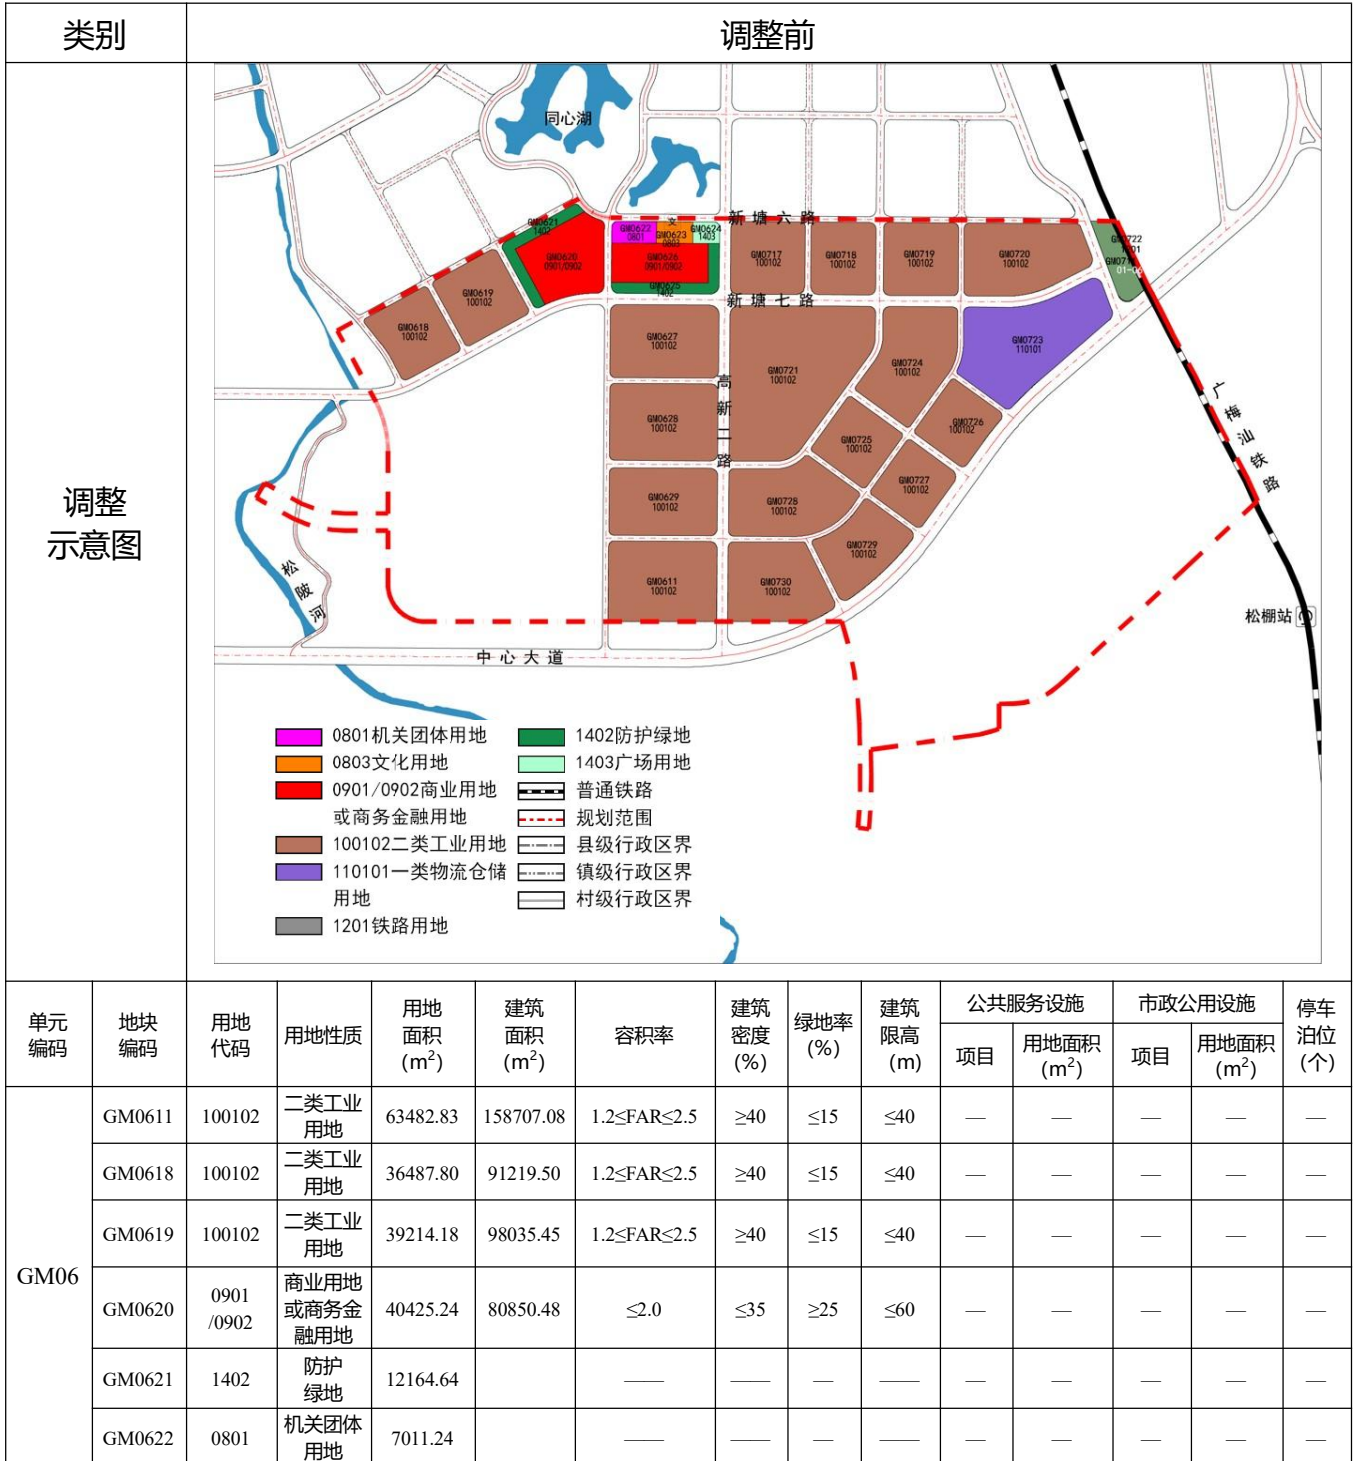 类别
调整前
调整
示意图
同心湖
新塘六路
新塘七路
高新二路
广梅汕铁路
松陂河
松棚站
中心大道
GM0621
1402
GM0620
0901/0902
GM0622
0801
文
GM0623
0803
GM0624
1403
GM0626
0901/0902
GM0625
1402
GM0717
100102
GM0718
100102
GM0719
100102
GM0720
100102
GM0619
100102
GM0618
100102
GM0627
100102
GM0721
100102
GM0724
100102
GM0723
110101
GM0628
100102
GM0725
100102
GM0726
100102
GM0727
100102
GM0629
100102
GM0728
100102
GM0729
100102
GM0611
100102
GM0730
100102
0801机关团体用地
0803文化用地
0901/0902商业用地
或商务金融用地
100102二类工业用地
110101一类物流仓储
用地
1201铁路用地
1402防护绿地
1403广场用地
普通铁路
规划范围
县级行政区界
镇级行政区界
村级行政区界
单元编码 地块编码 用地代码 用地性质 用地面积(m²) 建筑面积(m²) 容积率 建筑密度(%) 绿地率(%) 建筑限高(m) 公共服务设施 市政公用设施 停车泊位(个)
项目 用地面积(m²) 项目 用地面积(m²)
GM06
GM0611 100102 二类工业用地 63482.83 158707.08 1.2≤FAR≤2.5 ≥40 ≤15 ≤40 — — — — —
GM0618 100102 二类工业用地 36487.80 91219.50 1.2≤FAR≤2.5 ≥40 ≤15 ≤40 — — — — —
GM0619 100102 二类工业用地 39214.18 98035.45 1.2≤FAR≤2.5 ≥40 ≤15 ≤40 — — — — —
GM0620 0901/0902 商业用地或商务金融用地 40425.24 80850.48 ≤2.0 ≤35 ≥25 ≤60 — — — — —
GM0621 1402 防护绿地 12164.64 —— —— — —— — — — — —
GM0622 0801 机关团体用地 7011.24 —— —— — —— — — — — —